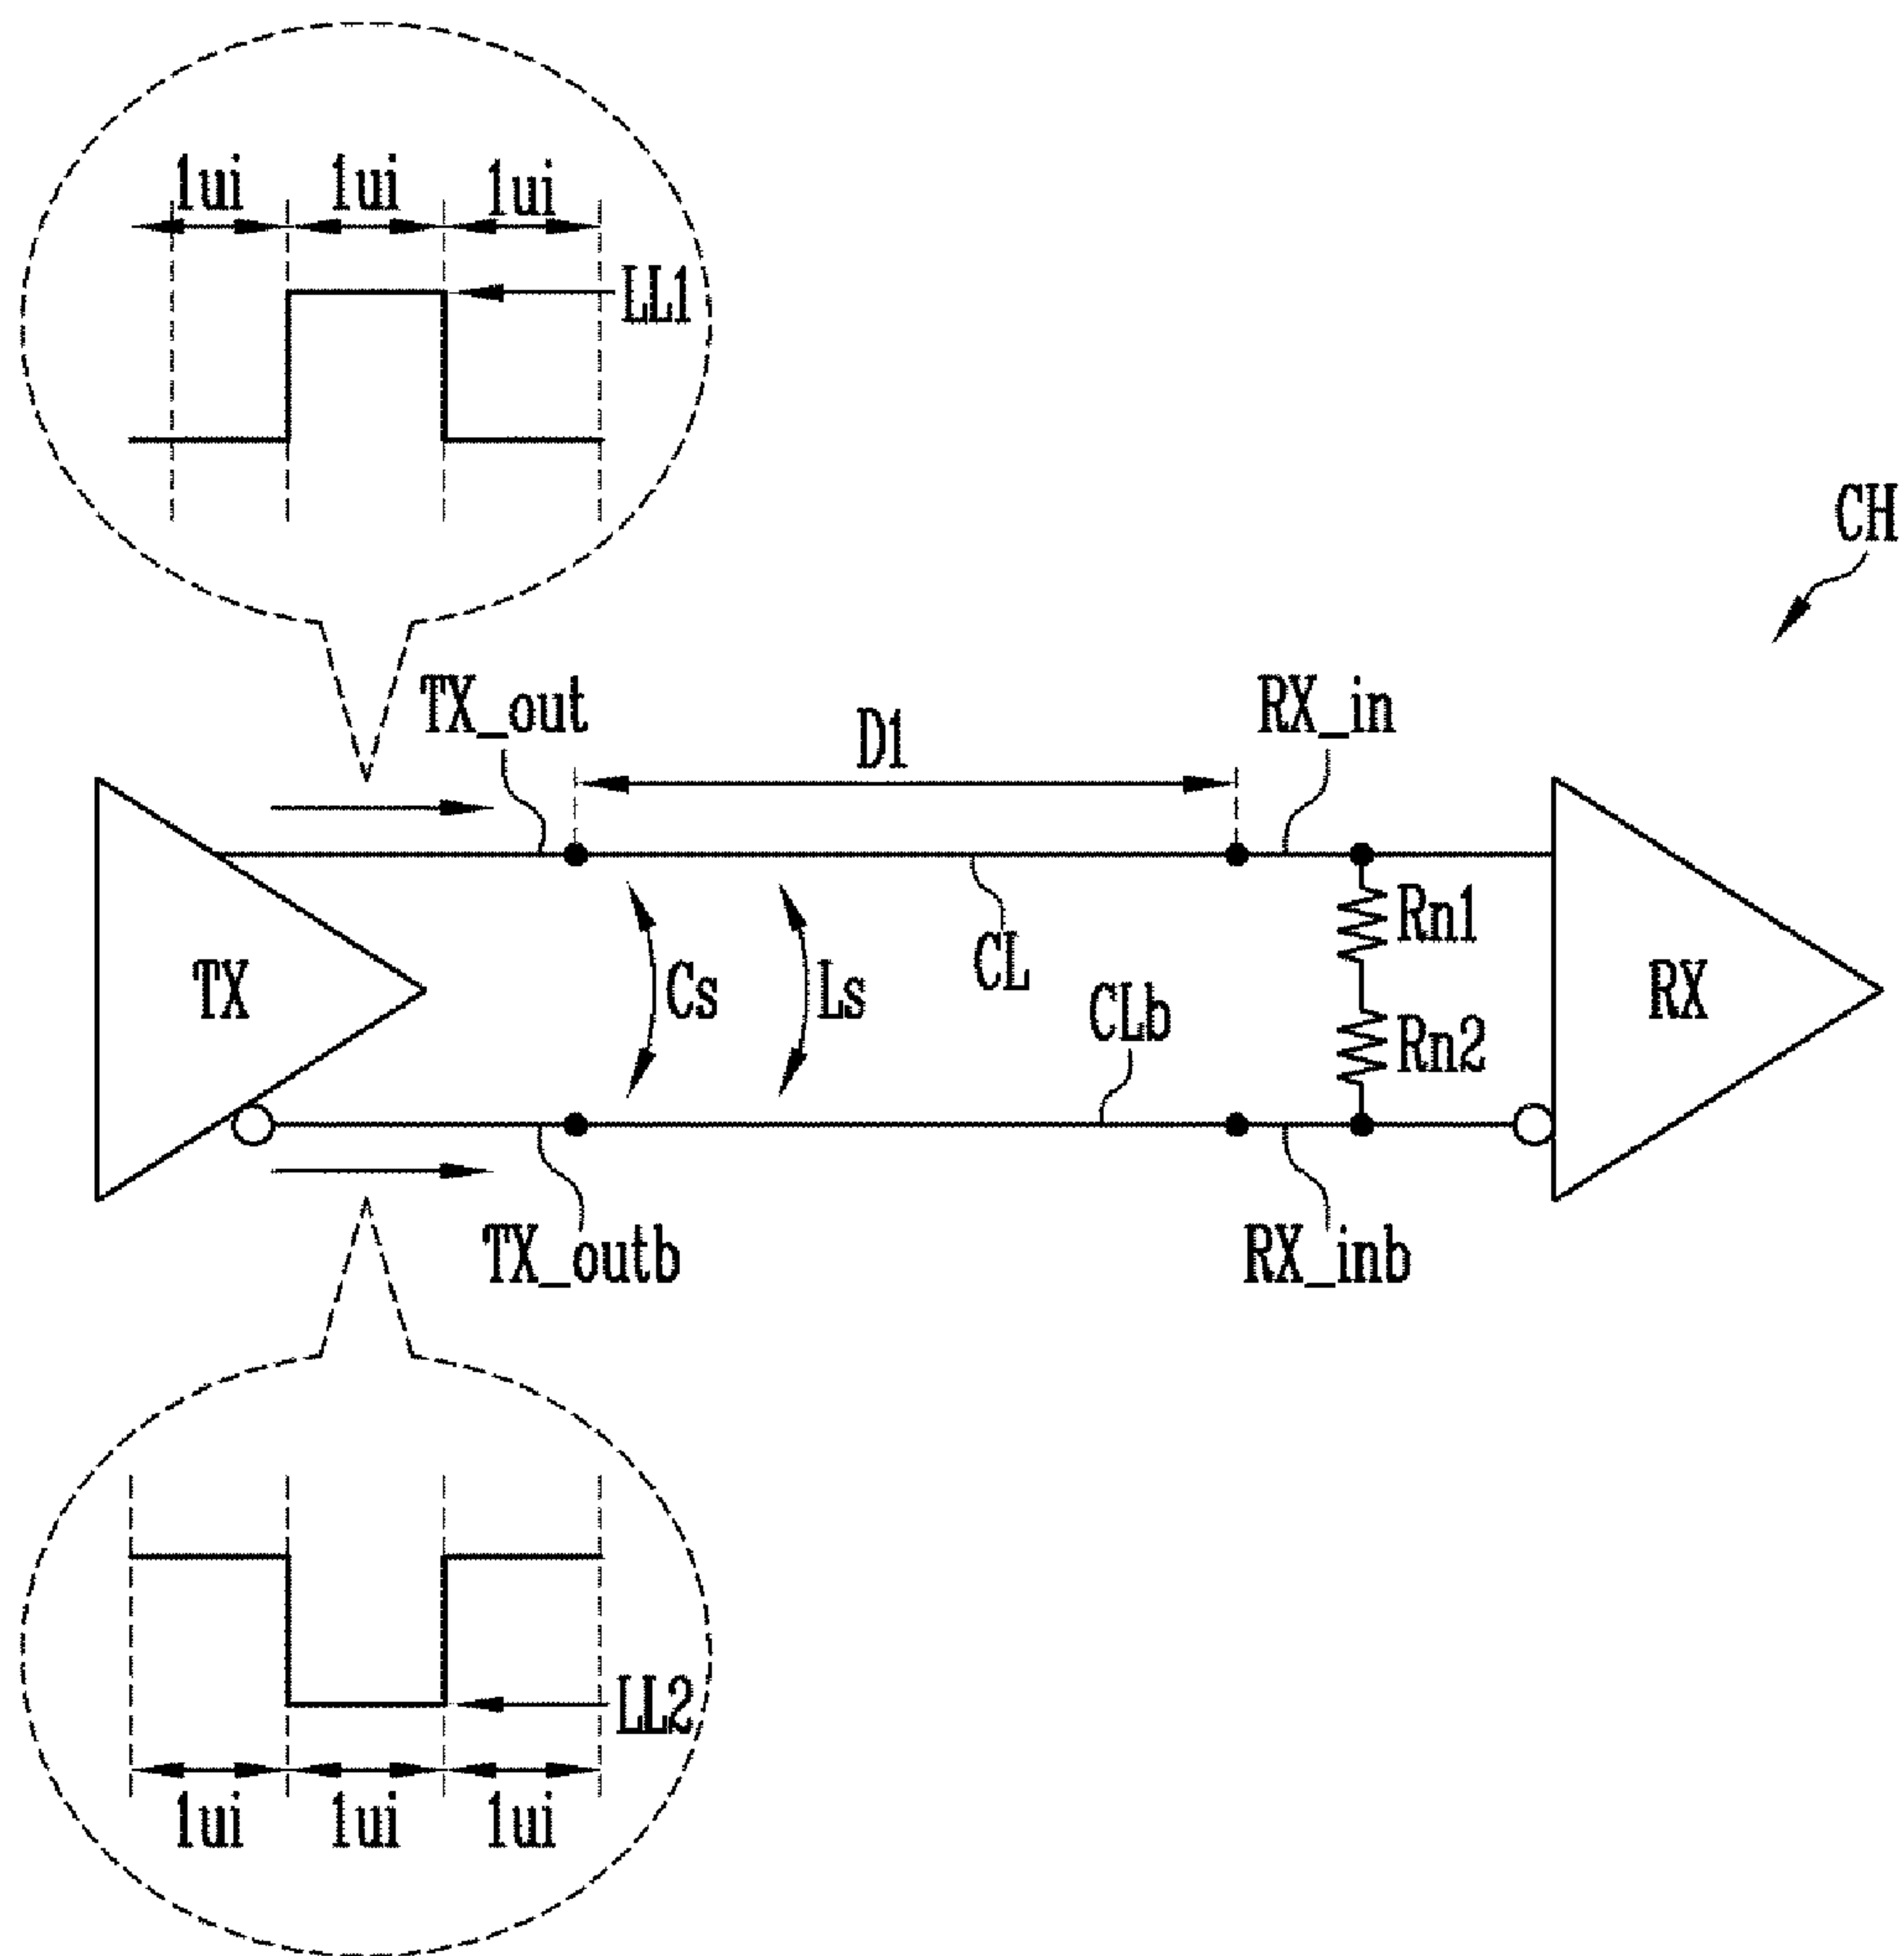 1ui 1ui 1ui
LL1
CH
TX_out
D1
RX_in
TX
Cs
Ls
CL
CLb
Rn1
Rn2
RX
TX_outb
RX_inb
LL2
1ui 1ui 1ui